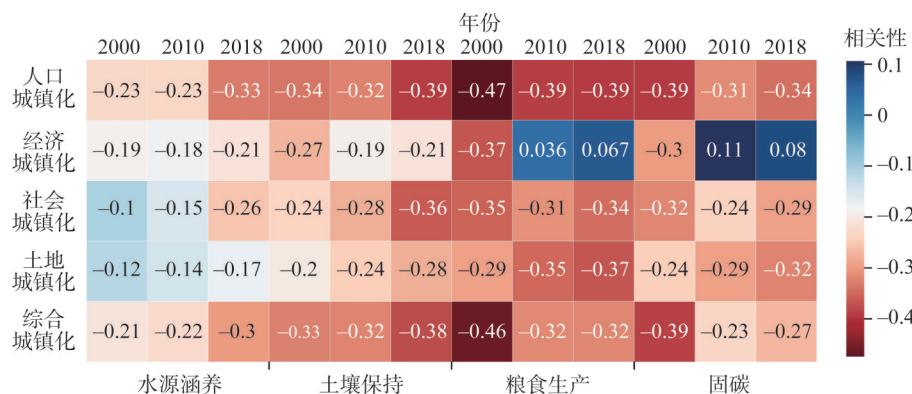 年份
2000 2010 2018 2000 2010 2018 2000 2010 2018 2000 2010 2018
相关性
人口
城镇化
−0.23 −0.23 −0.33 −0.34 −0.32 −0.39 −0.47 −0.39 −0.39 −0.39 −0.31 −0.34
经济
城镇化
−0.19 −0.18 −0.21 −0.27 −0.19 −0.21 −0.37 0.036 0.067 −0.3 0.11 0.08
社会
城镇化
−0.1 −0.15 −0.26 −0.24 −0.28 −0.36 −0.35 −0.31 −0.34 −0.32 −0.24 −0.29
土地
城镇化
−0.12 −0.14 −0.17 −0.2 −0.24 −0.28 −0.29 −0.35 −0.37 −0.24 −0.29 −0.32
综合
城镇化
−0.21 −0.22 −0.3 −0.33 −0.32 −0.38 −0.46 −0.32 −0.32 −0.39 −0.23 −0.27
水源涵养 土壤保持 粮食生产 固碳
0.1
0
−0.1
−0.2
−0.3
−0.4